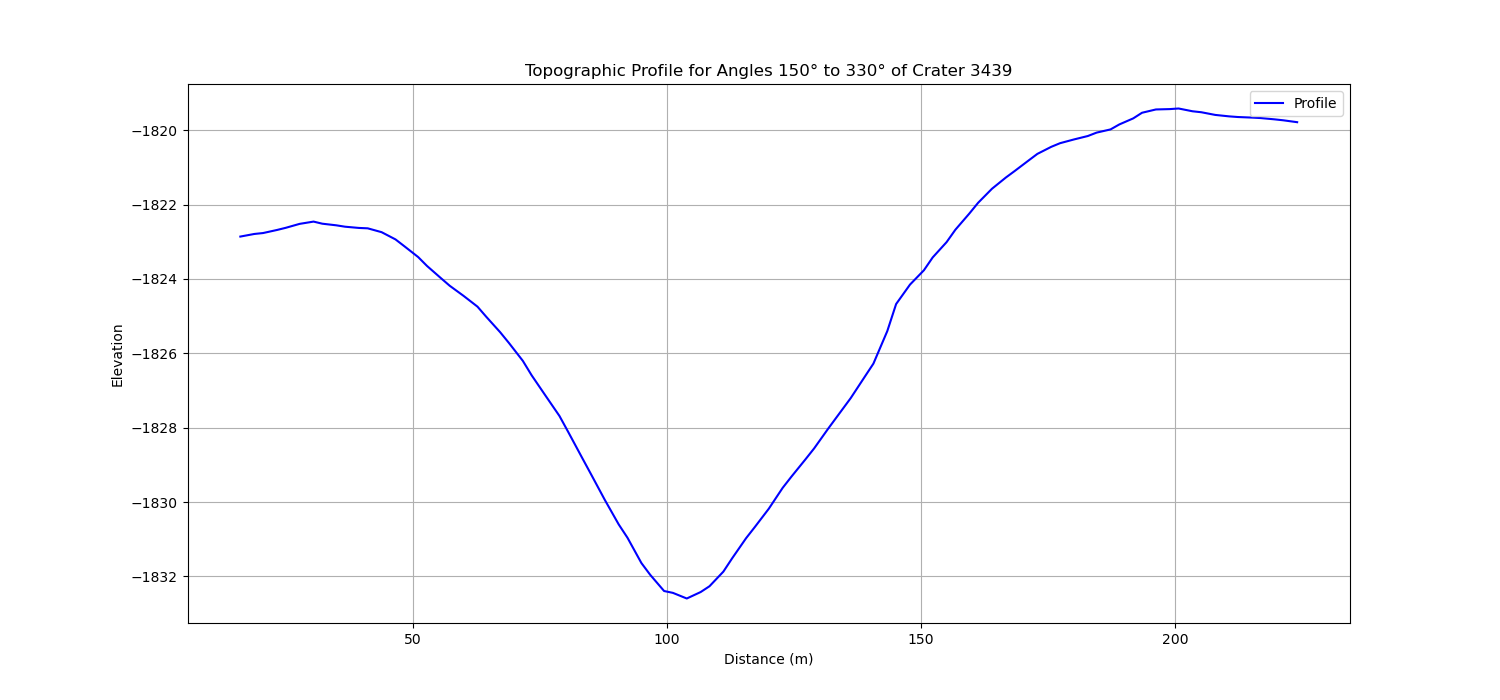 Topographic Profile for Angles 150° to 330° of Crater 3439
Profile
−1820
−1822
−1824
−1826
−1828
−1830
−1832
Elevation
50
100
150
200
Distance (m)